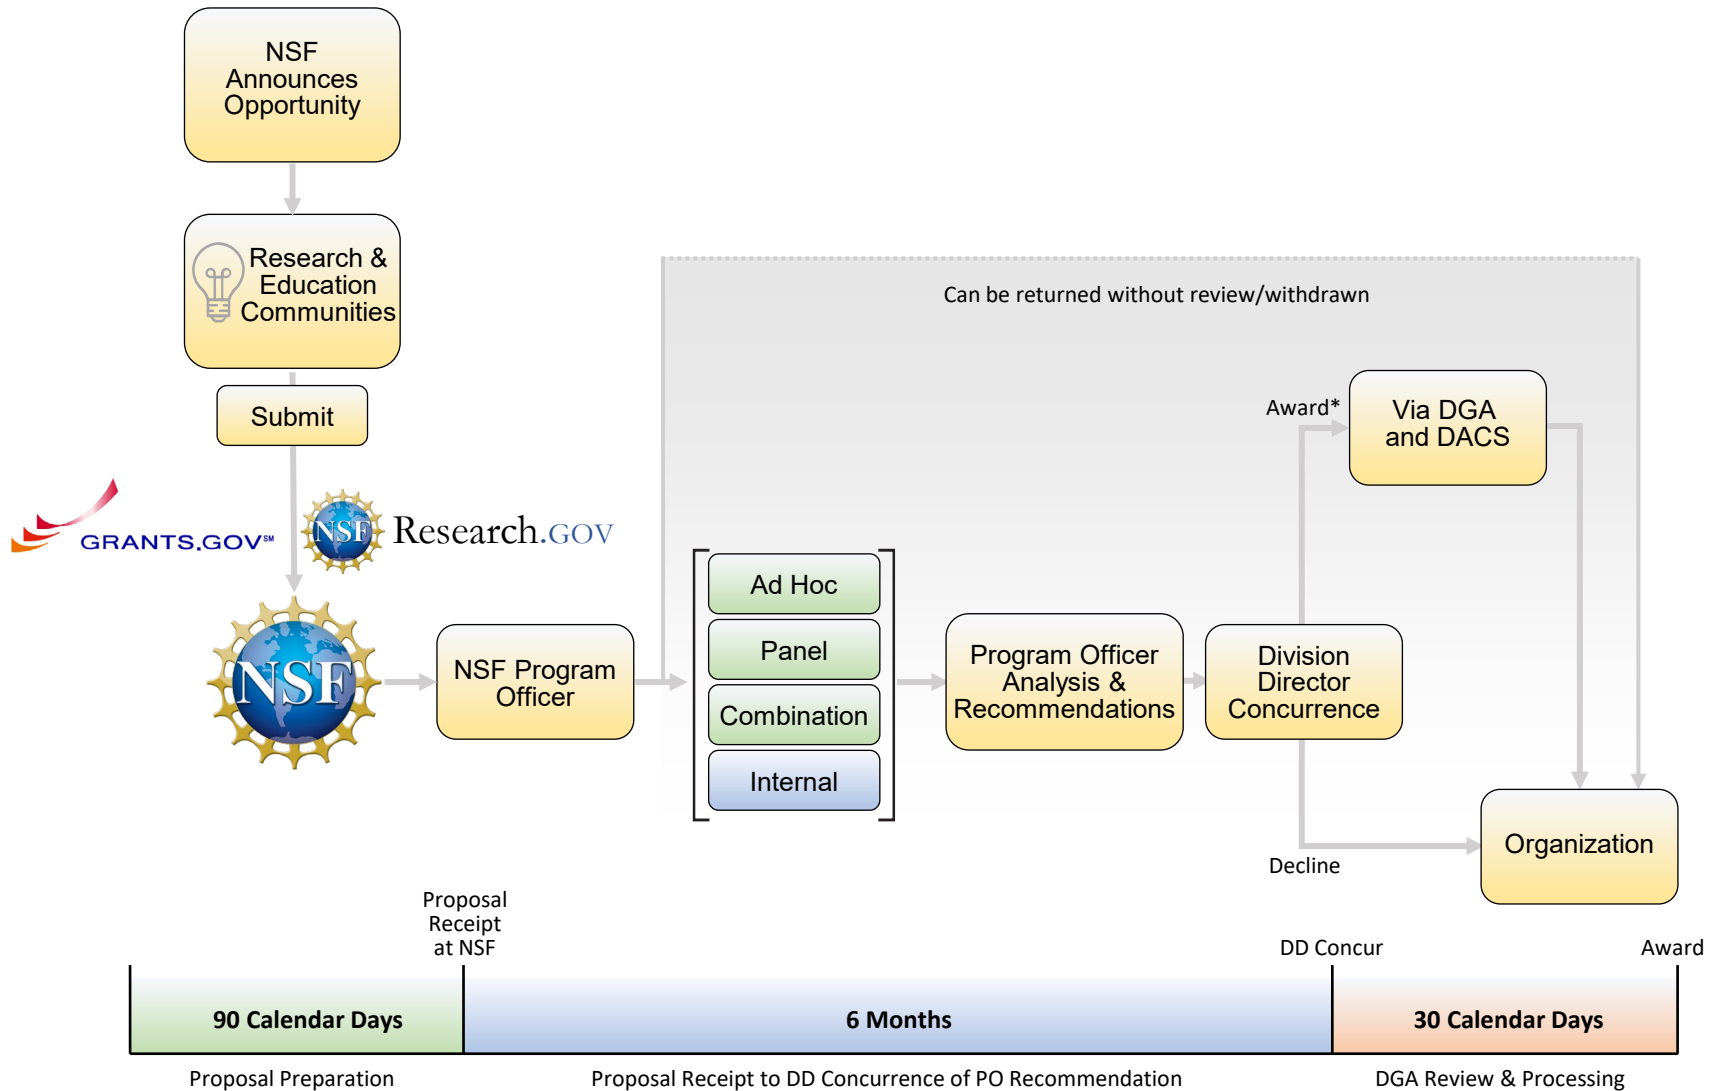 NSF
Announces
Opportunity
Research &
Education
Communities
Submit
GRANTS.GOV℠
NSF
Research.GOV
NSF
NSF Program
Officer
Can be returned without review/withdrawn
Ad Hoc
Panel
Combination
Internal
Program Officer
Analysis &
Recommendations
Division
Director
Concurrence
Award*
Via DGA
and DACS
Decline
Organization
Proposal
Receipt
at NSF
DD Concur
Award
90 Calendar Days
6 Months
30 Calendar Days
Proposal Preparation
Proposal Receipt to DD Concurrence of PO Recommendation
DGA Review & Processing